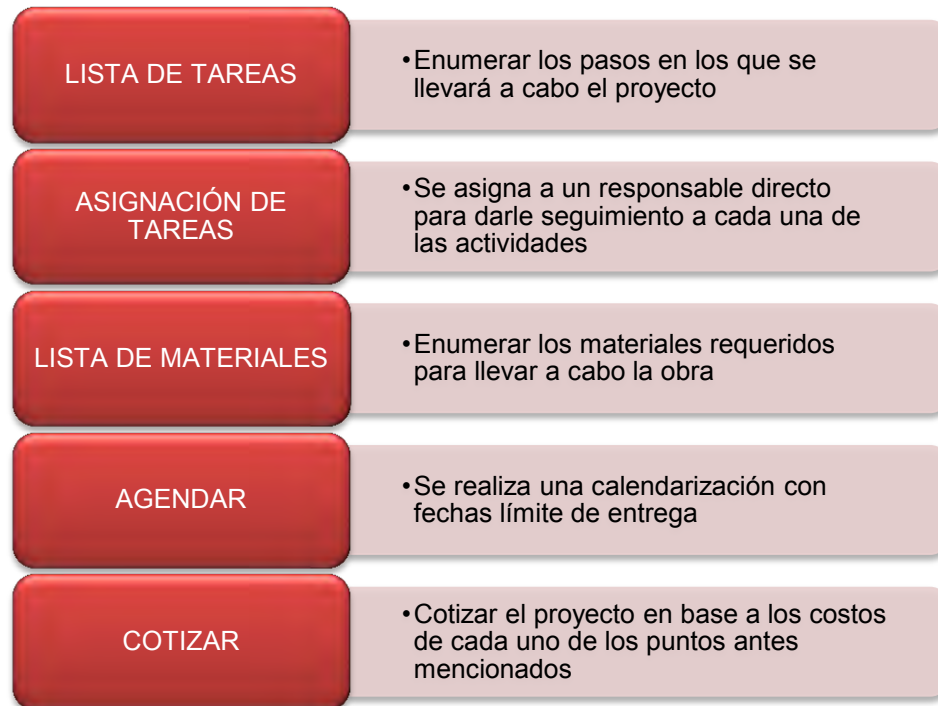 LISTA DE TAREAS
•Enumerar los pasos en los que se
llevará a cabo el proyecto
ASIGNACIÓN DE
TAREAS
•Se asigna a un responsable directo
para darle seguimiento a cada una de
las actividades
LISTA DE MATERIALES
•Enumerar los materiales requeridos
para llevar a cabo la obra
AGENDAR
•Se realiza una calendarización con
fechas límite de entrega
COTIZAR
•Cotizar el proyecto en base a los costos
de cada uno de los puntos antes
mencionados